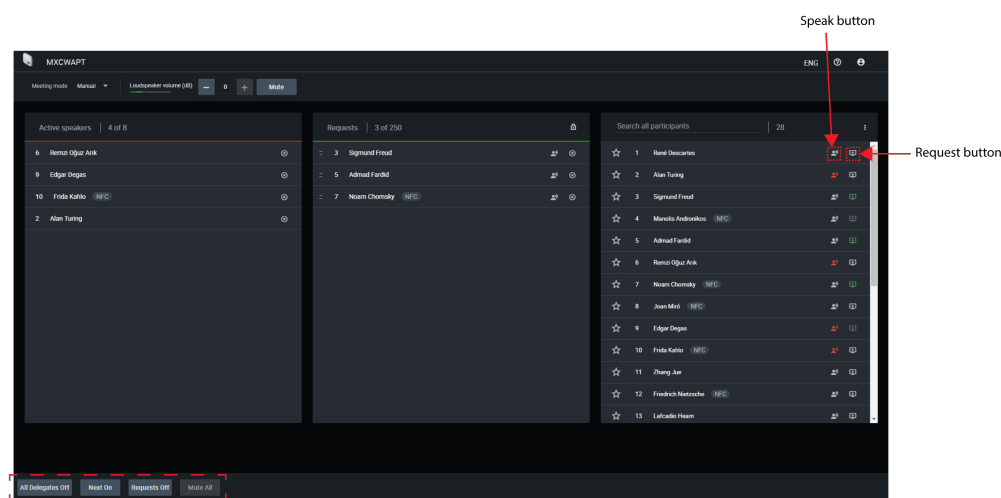 Speak button
MXCWAPT
ENG
Meeting mode Manual Loudspeaker volume (dB) 0 Mute
Active speakers | 4 of 8
6 Remzi Oğuz Arık
9 Edgar Degas
10 Frida Kahlo NFC
2 Alan Turing
Requests | 3 of 250
3 Sigmund Freud
5 Admad Fardid
7 Noam Chomsky NFC
Search all participants | 28
1 René Descartes
2 Alan Turing
3 Sigmund Freud
4 Manolis Andronikos NFC
5 Admad Fardid
6 Remzi Oğuz Arık
7 Noam Chomsky NFC
8 Joan Miró NFC
9 Edgar Degas
10 Frida Kahlo NFC
11 Zhang Jue
12 Friedrich Nietzsche NFC
13 Lafcadio Hearn
Request button
All Delegates Off Next On Requests Off Mute All